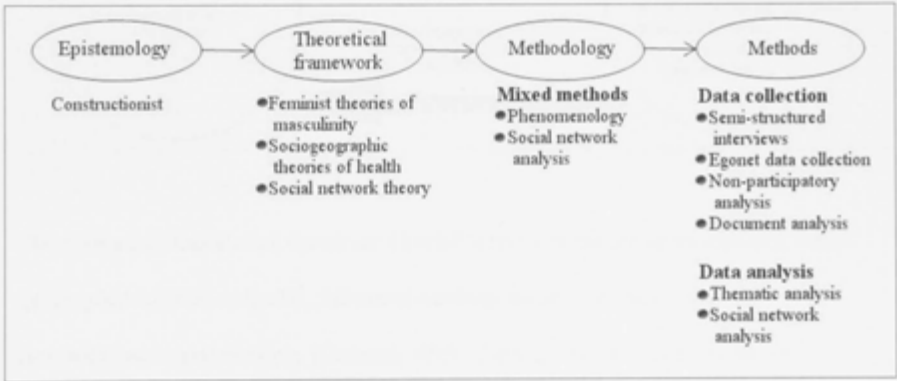 Epistemology
Theoretical
framework
Methodology
Methods
Constructionist
●Feminist theories of
masculinity
●Sociogeographic
theories of health
●Social network theory
Mixed methods
●Phenomenology
●Social network
analysis
Data collection
●Semi-structured
interviews
●Egonet data collection
●Non-participatory
analysis
●Document analysis
Data analysis
●Thematic analysis
●Social network
analysis